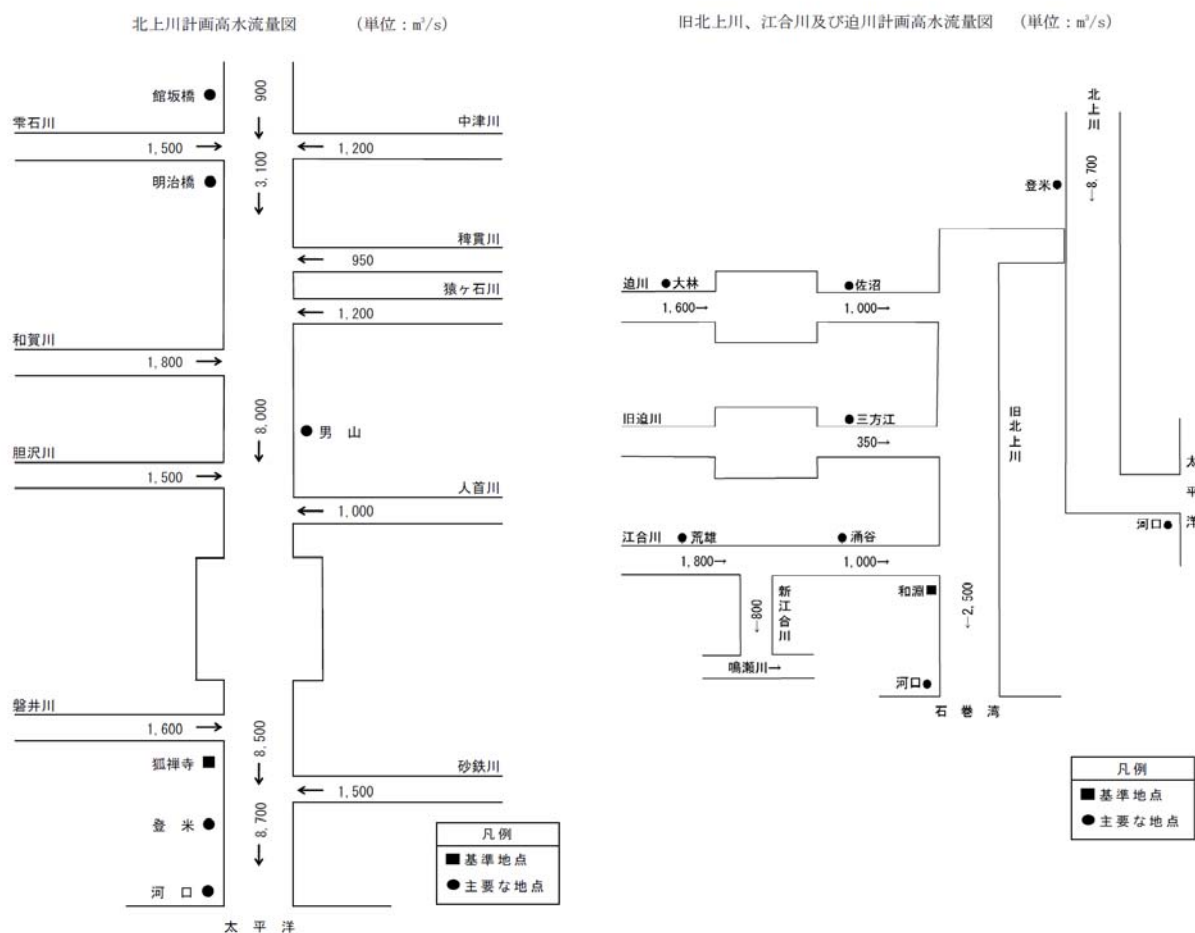 北上川計画高水流量図 (単位：m³/s)
館坂橋
900
雫石川
中津川
1,500
1,200
明治橋
3,100
稗貫川
950
猿ヶ石川
1,200
和賀川
1,800
8,000
男 山
胆沢川
1,500
人首川
1,000
磐井川
1,600
8,500
狐禅寺
砂鉄川
1,500
登 米
8,700
河 口
太 平 洋
凡 例
■基準地点
●主要な地点
旧北上川、江合川及び迫川計画高水流量図 (単位：m³/s)
北上川
登米
←8,700
迫川
大林
佐沼
1,600→
1,000→
旧迫川
三方江
350→
旧北上川
太平洋
河口
江合川
荒雄
涌谷
1,800→
1,000→
新江合川
←800
和淵
←2,500
鳴瀬川→
河口
石 巻 湾
凡 例
■基準地点
●主要な地点